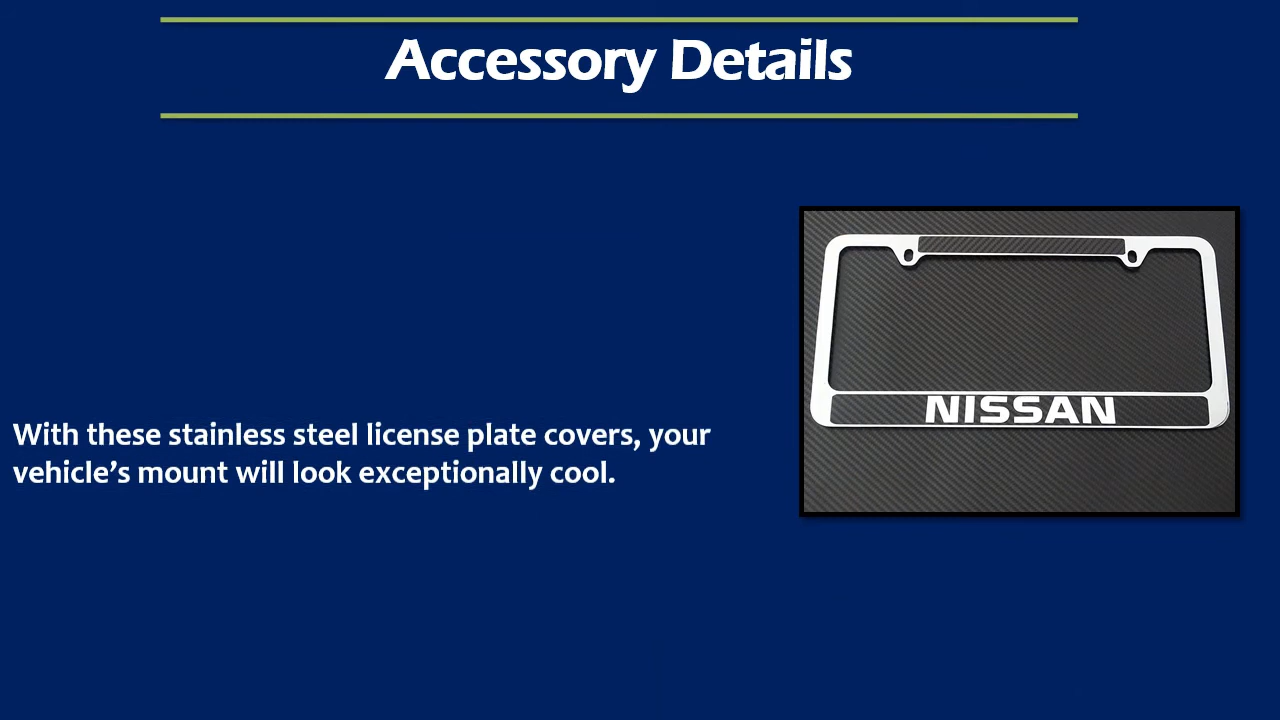 Accessory Details
With these stainless steel license plate covers, your
vehicle’s mount will look exceptionally cool.
NISSAN